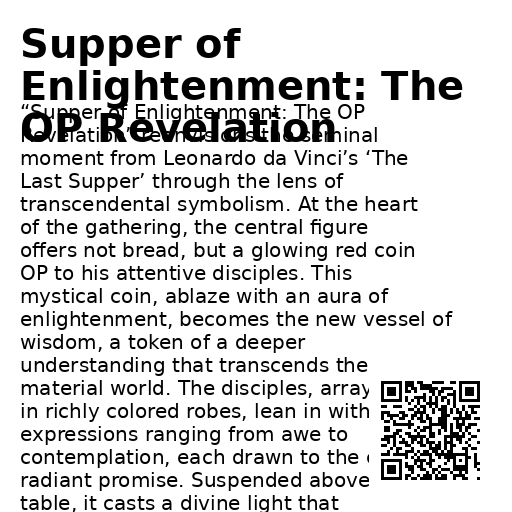 Supper of
Enlightenment: The
OP Revelation
“Supper of Enlightenment: The OP
Revelation” reenvisions the seminal
moment from Leonardo da Vinci’s ‘The
Last Supper’ through the lens of
transcendental symbolism. At the heart
of the gathering, the central figure
offers not bread, but a glowing red coin
OP to his attentive disciples. This
mystical coin, ablaze with an aura of
enlightenment, becomes the new vessel of
wisdom, a token of a deeper
understanding that transcends the
material world. The disciples, array
in richly colored robes, lean in with
expressions ranging from awe to
contemplation, each drawn to the
radiant promise. Suspended above
table, it casts a divine light that